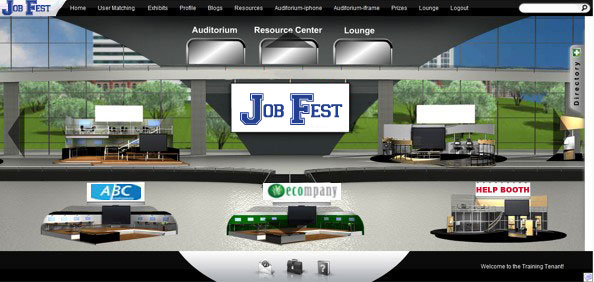 JOB FEST
Home User Matching Exhibits Profile Blogs Resources Auditorium-iphone Auditorium-iframe Prizes Lounge Logout
Auditorium Resource Center Lounge
Directory
JOB FEST
ABC
ecompany
HELP BOOTH
?
Welcome to the Training Tenant!